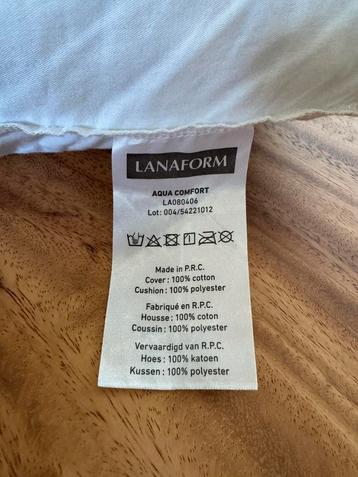 LANAFORM
AQUA COMFORT
LA080406
Lot: 004/54221012
Made in P.R.C.
Cover : 100% cotton
Cushion : 100% polyester
Fabriqué en R.P.C.
Housse : 100% coton
Coussin : 100% polyester
Vervaardigd van R.P.C.
Hoes : 100% katoen
Kussen : 100% polyester